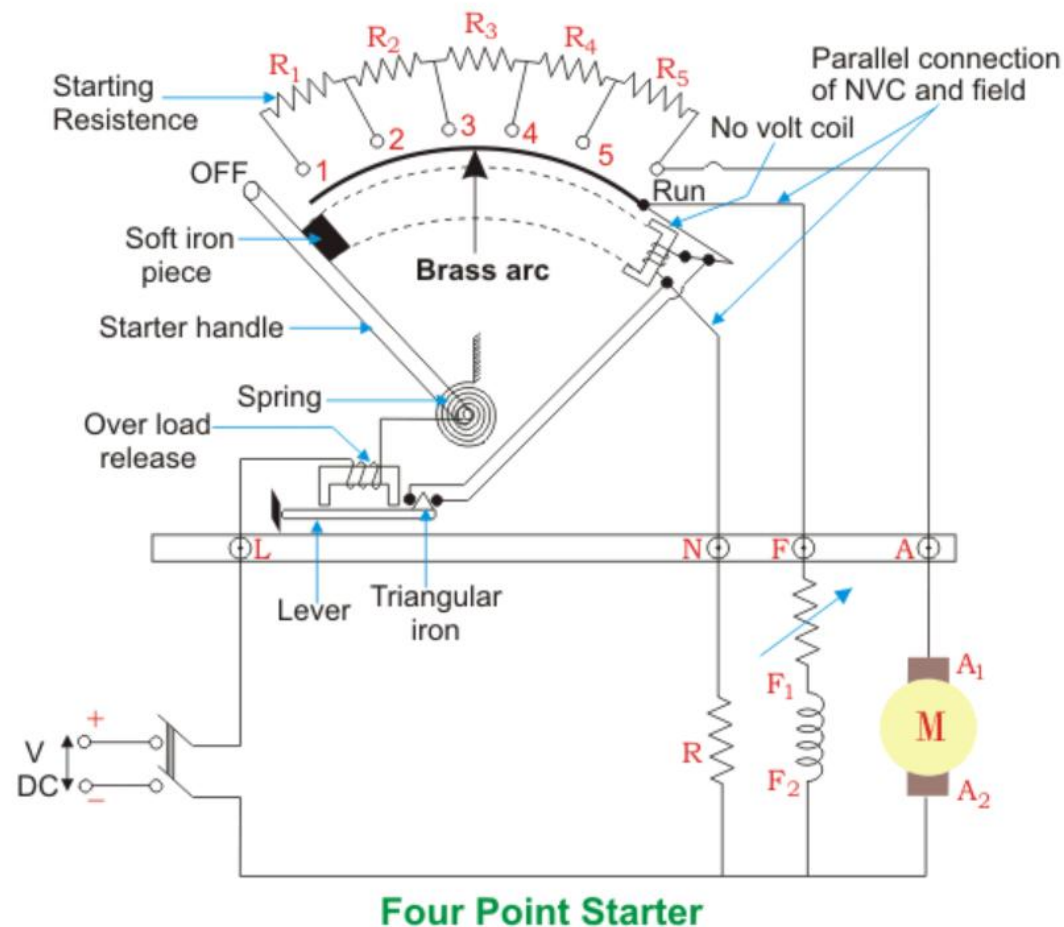 R1
R2
R3
R4
R5
Starting
Resistence
Parallel connection
of NVC and field
No volt coil
1
2
3
4
5
OFF
Run
Soft iron
piece
Brass arc
Starter handle
Spring
Over load
release
L
N
F
A
Lever
Triangular
iron
+
V
DC
−
R
F1
F2
A1
M
A2
Four Point Starter